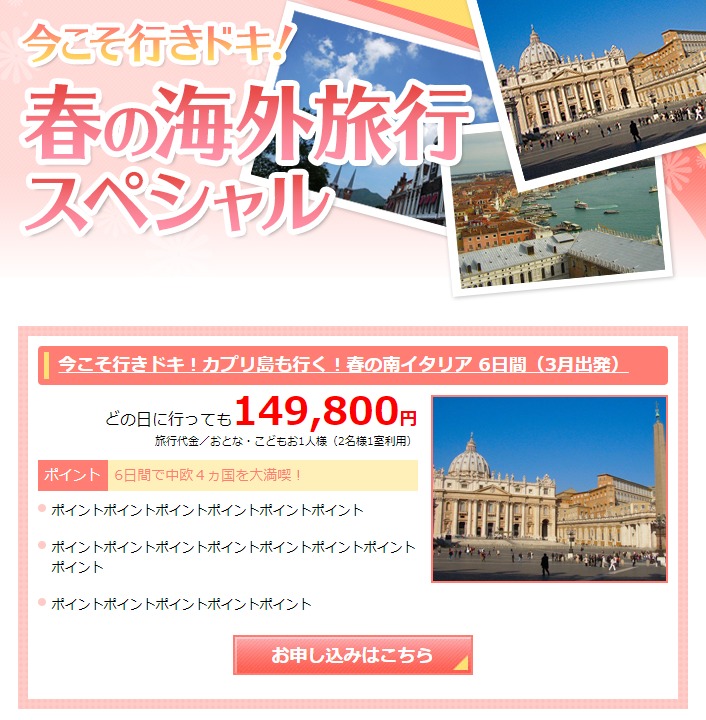 今こそ行きドキ!
春の海外旅行
スペシャル
今こそ行きドキ！カプリ島も行く！春の南イタリア 6日間（3月出発）
どの日に行っても149,800円
旅行代金／おとな・こどもお1人様（2名様1室利用）
ポイント 6日間で中欧４ヵ国を大満喫！
ポイントポイントポイントポイントポイントポイント
ポイントポイントポイントポイントポイントポイントポイント
ポイント
ポイントポイントポイントポイントポイント
お申し込みはこちら